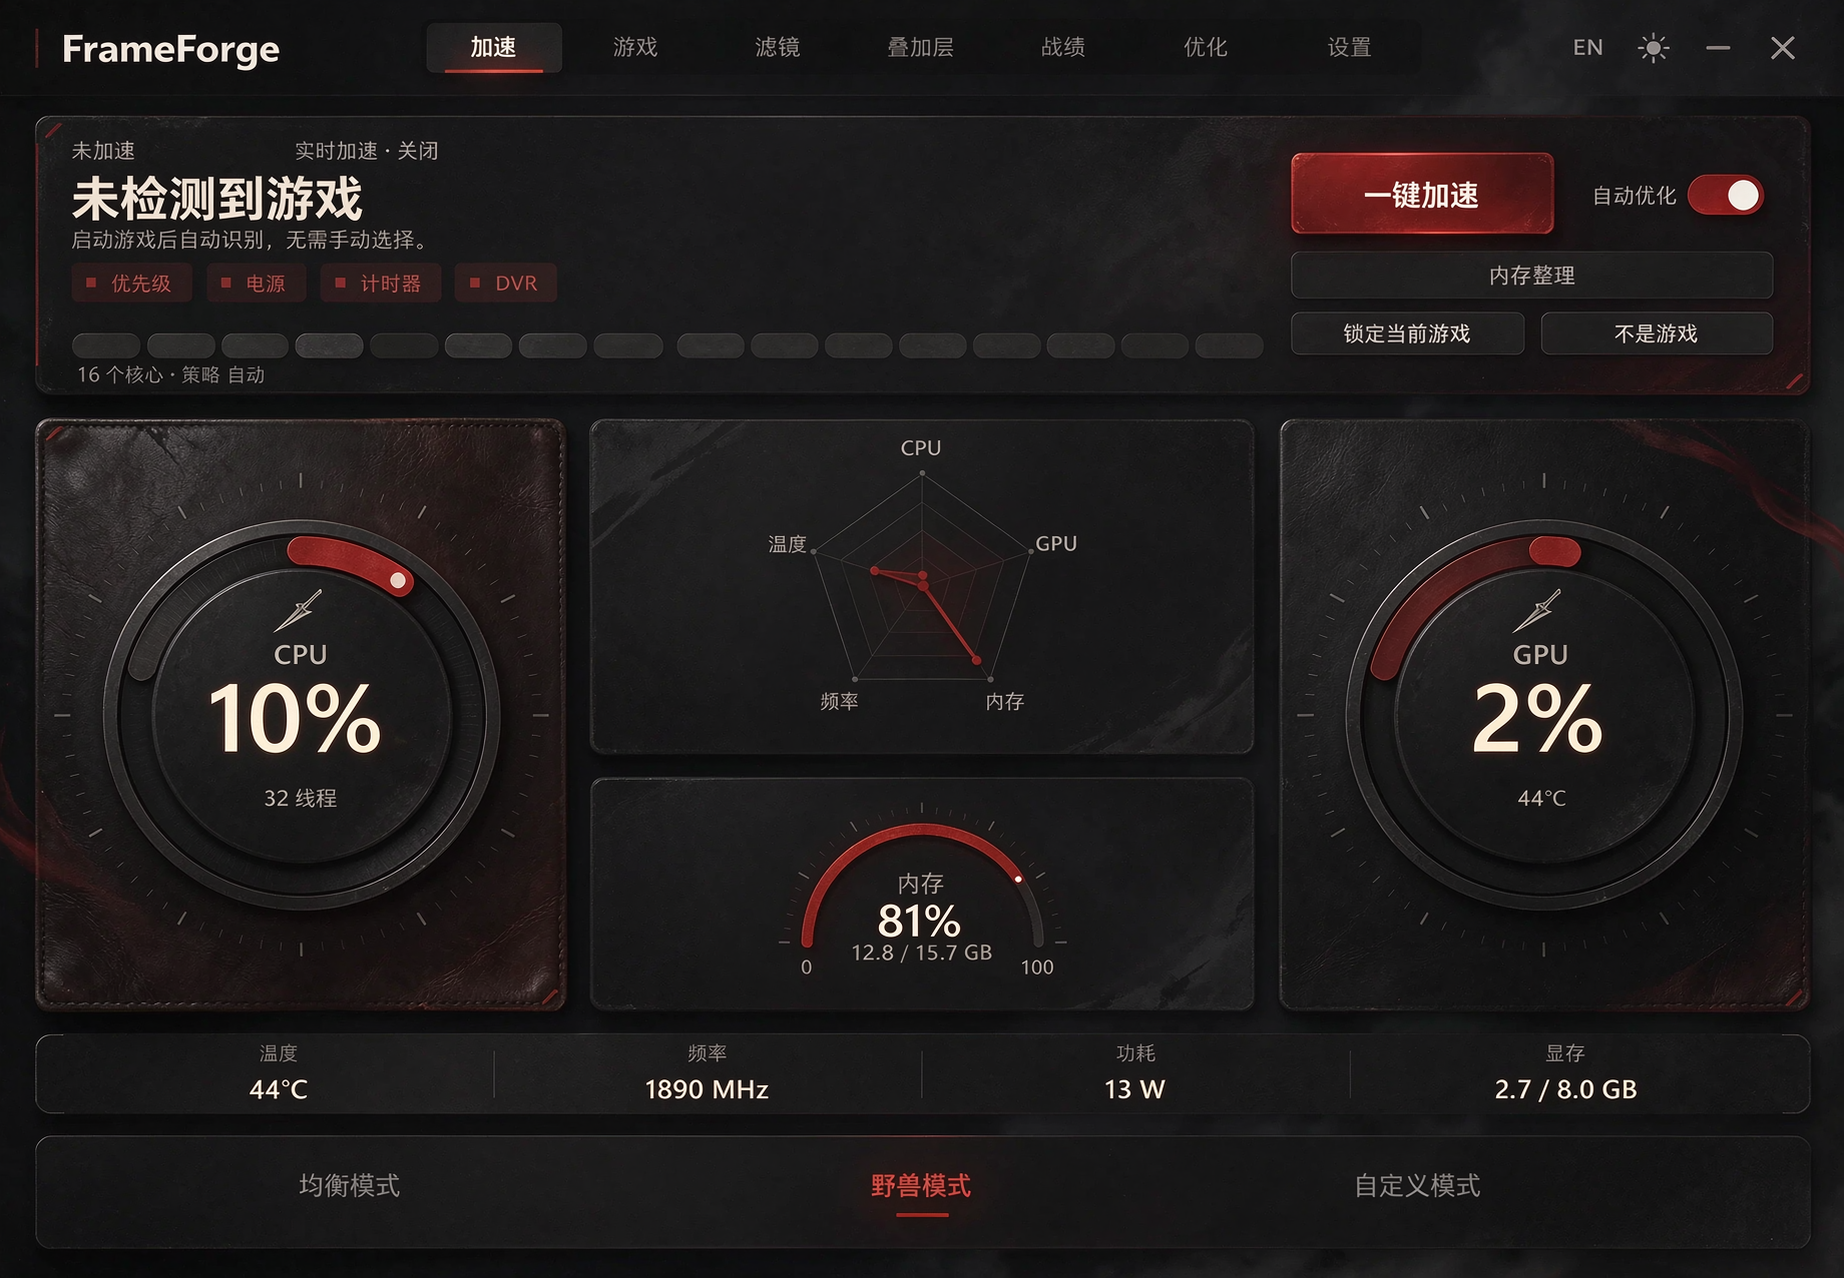 FrameForge
加速 游戏 滤镜 叠加层 战绩 优化 设置 EN
未加速 实时加速 · 关闭
未检测到游戏
启动游戏后自动识别，无需手动选择。
优先级 电源 计时器 DVR
16 个核心 · 策略 自动
一键加速 自动优化
内存整理
锁定当前游戏 不是游戏
CPU
10%
32 线程
CPU
温度 GPU
频率 内存
内存
81%
12.8 / 15.7 GB
0 100
GPU
2%
44°C
温度 频率 功耗 显存
44°C 1890 MHz 13 W 2.7 / 8.0 GB
均衡模式 野兽模式 自定义模式